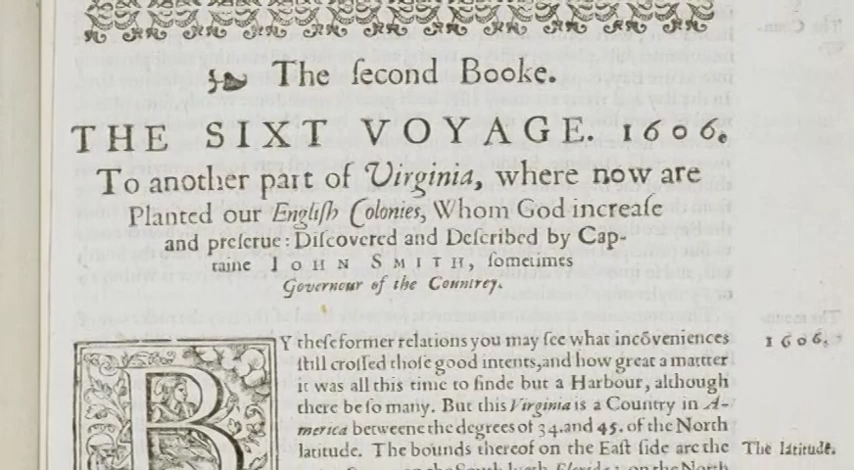 The ſecond Booke.
THE SIXT VOYAGE. 1606.
To another part of Virginia, where now are
Planted our Engliſh Colonies, Whom God increaſe
and preſerue: Diſcovered and Deſcribed by Cap-
taine IOHN SMITH, ſometimes
Governour of the Countrey.
BY theſe former relations you may ſee what incōveniences
ſtill croſſed thoſe good intents, and how great a mattter
it was all this time to finde but a Harbour, although
there be ſo many. But this Virginia is a Country in A-
merica betweene the degrees of 34. and 45. of the North
latitude. The bounds thereof on the Eaſt ſide are the
1606.
The latitude.